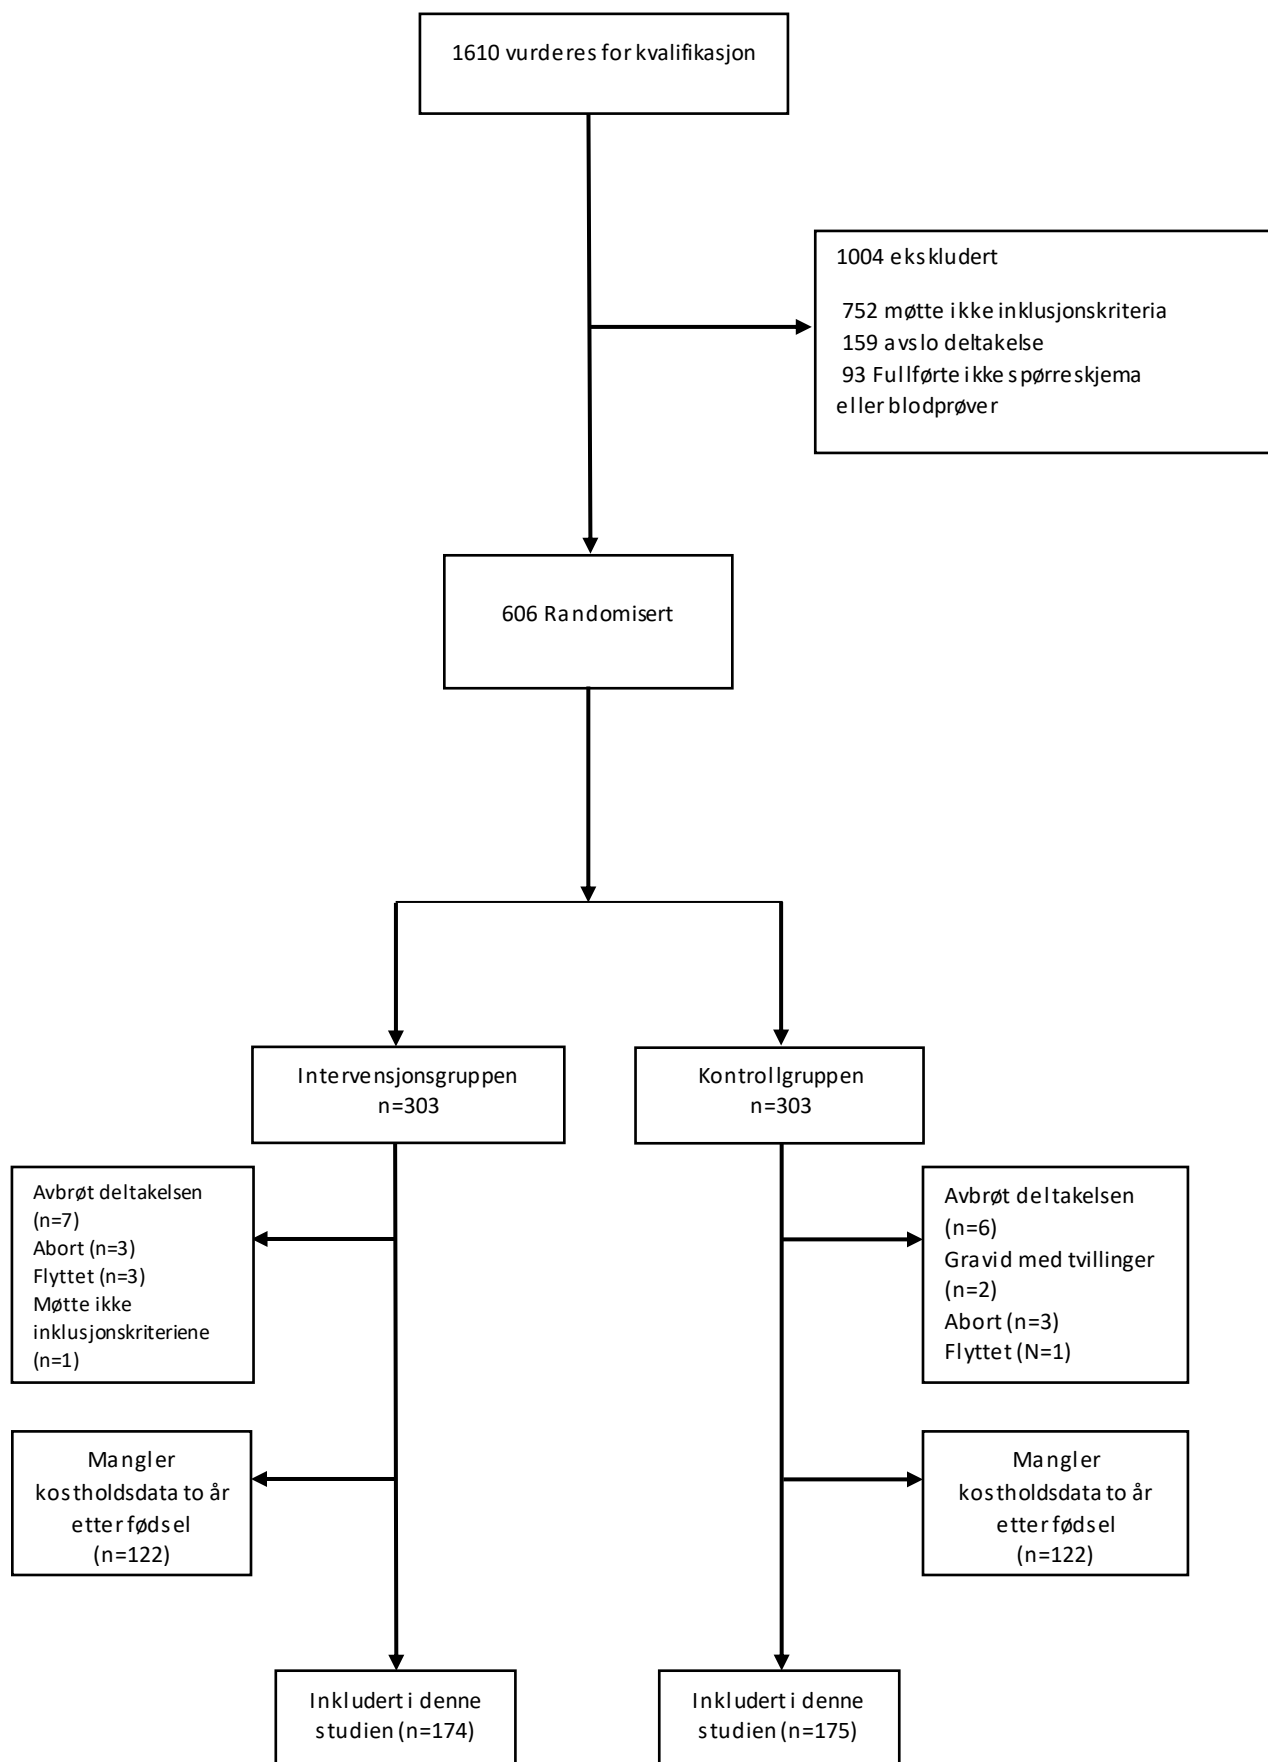 1610 vurderes for kvalifikasjon
1004 ekskludert
752 møtte ikke inklusjonskriteria
159 avslo deltakelse
93 Fullførte ikke spørreskjema
eller blodprøver
606 Randomisert
Intervensjonsgruppen
n=303
Kontrollgruppen
n=303
Avbrøt deltakelsen
(n=7)
Abort (n=3)
Flyttet (n=3)
Møtte ikke
inklusjonskriteriene
(n=1)
Avbrøt deltakelsen
(n=6)
Gravid med tvillinger
(n=2)
Abort (n=3)
Flyttet (N=1)
Mangler
kostholdsdata to år
etter fødsel
(n=122)
Mangler
kostholdsdata to år
etter fødsel
(n=122)
Inkludert i denne
studien (n=174)
Inkludert i denne
studien (n=175)